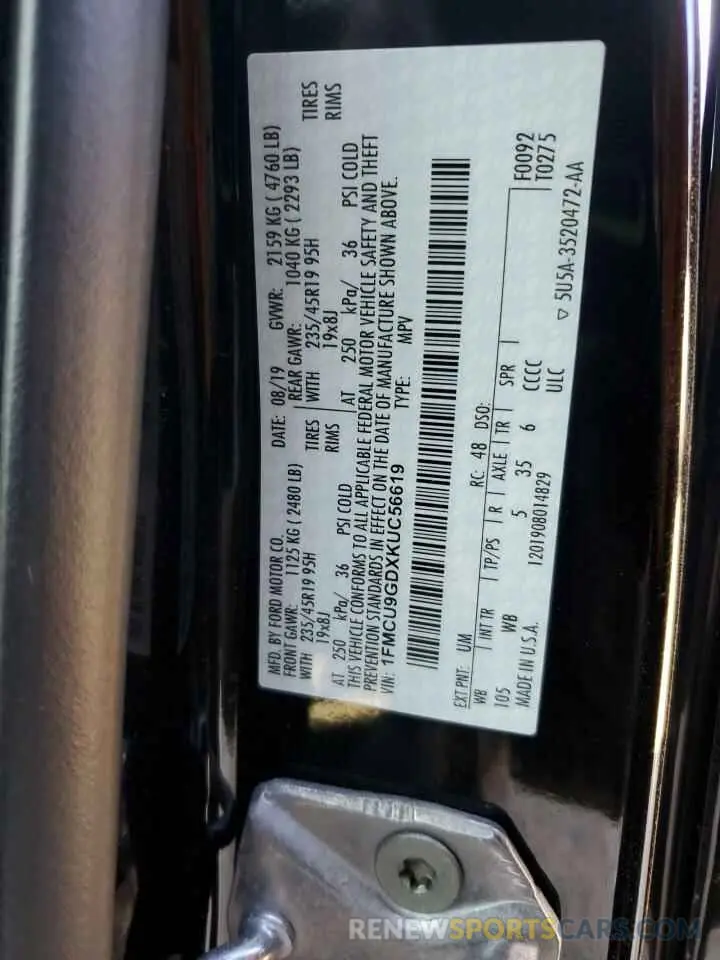 MFD. BY FORD MOTOR CO.
DATE: 08/19 GVWR: 2159 KG ( 4760 LB)
FRONT GAWR: 1125 KG ( 2480 LB) REAR GAWR: 1040 KG ( 2293 LB)
WITH 235/45R19 95H TIRES WITH 235/45R19 95H TIRES
19x8J RIMS 19x8J RIMS
AT 250 kPa/ 36 PSI COLD AT 250 kPa/ 36 PSI COLD
THIS VEHICLE CONFORMS TO ALL APPLICABLE FEDERAL MOTOR VEHICLE SAFETY AND THEFT
PREVENTION STANDARDS IN EFFECT ON THE DATE OF MANUFACTURE SHOWN ABOVE.
VIN: 1FMCU9GDXKUC56619 TYPE: MPV
EXT PNT: UM RC: 48 DSO: F0092
WB INT TR TP/PS R AXLE TR SPR T0275
105 WB 5 35 6 CCCC
MADE IN U.S.A. 1201908014829 ULC
▽ 5U5A-3520472-AA
RENEWSPORTSCARS.COM